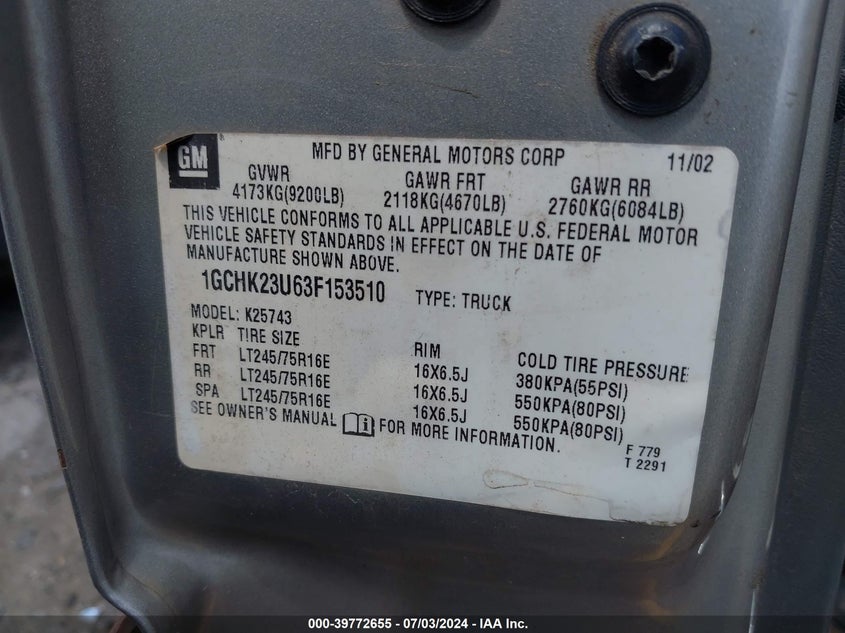 GM
MFD BY GENERAL MOTORS CORP 11/02
GVWR GAWR FRT GAWR RR
4173KG(9200LB) 2118KG(4670LB) 2760KG(6084LB)
THIS VEHICLE CONFORMS TO ALL APPLICABLE U.S. FEDERAL MOTOR
VEHICLE SAFETY STANDARDS IN EFFECT ON THE DATE OF
MANUFACTURE SHOWN ABOVE.
1GCHK23U63F153510 TYPE: TRUCK
MODEL: K25743
KPLR TIRE SIZE RIM COLD TIRE PRESSURE
FRT LT245/75R16E 16X6.5J 380KPA(55PSI)
RR LT245/75R16E 16X6.5J 550KPA(80PSI)
SPA LT245/75R16E 16X6.5J 550KPA(80PSI)
SEE OWNER'S MANUAL i FOR MORE INFORMATION.
F 779
T 2291
000-39772655 - 07/03/2024 - IAA Inc.